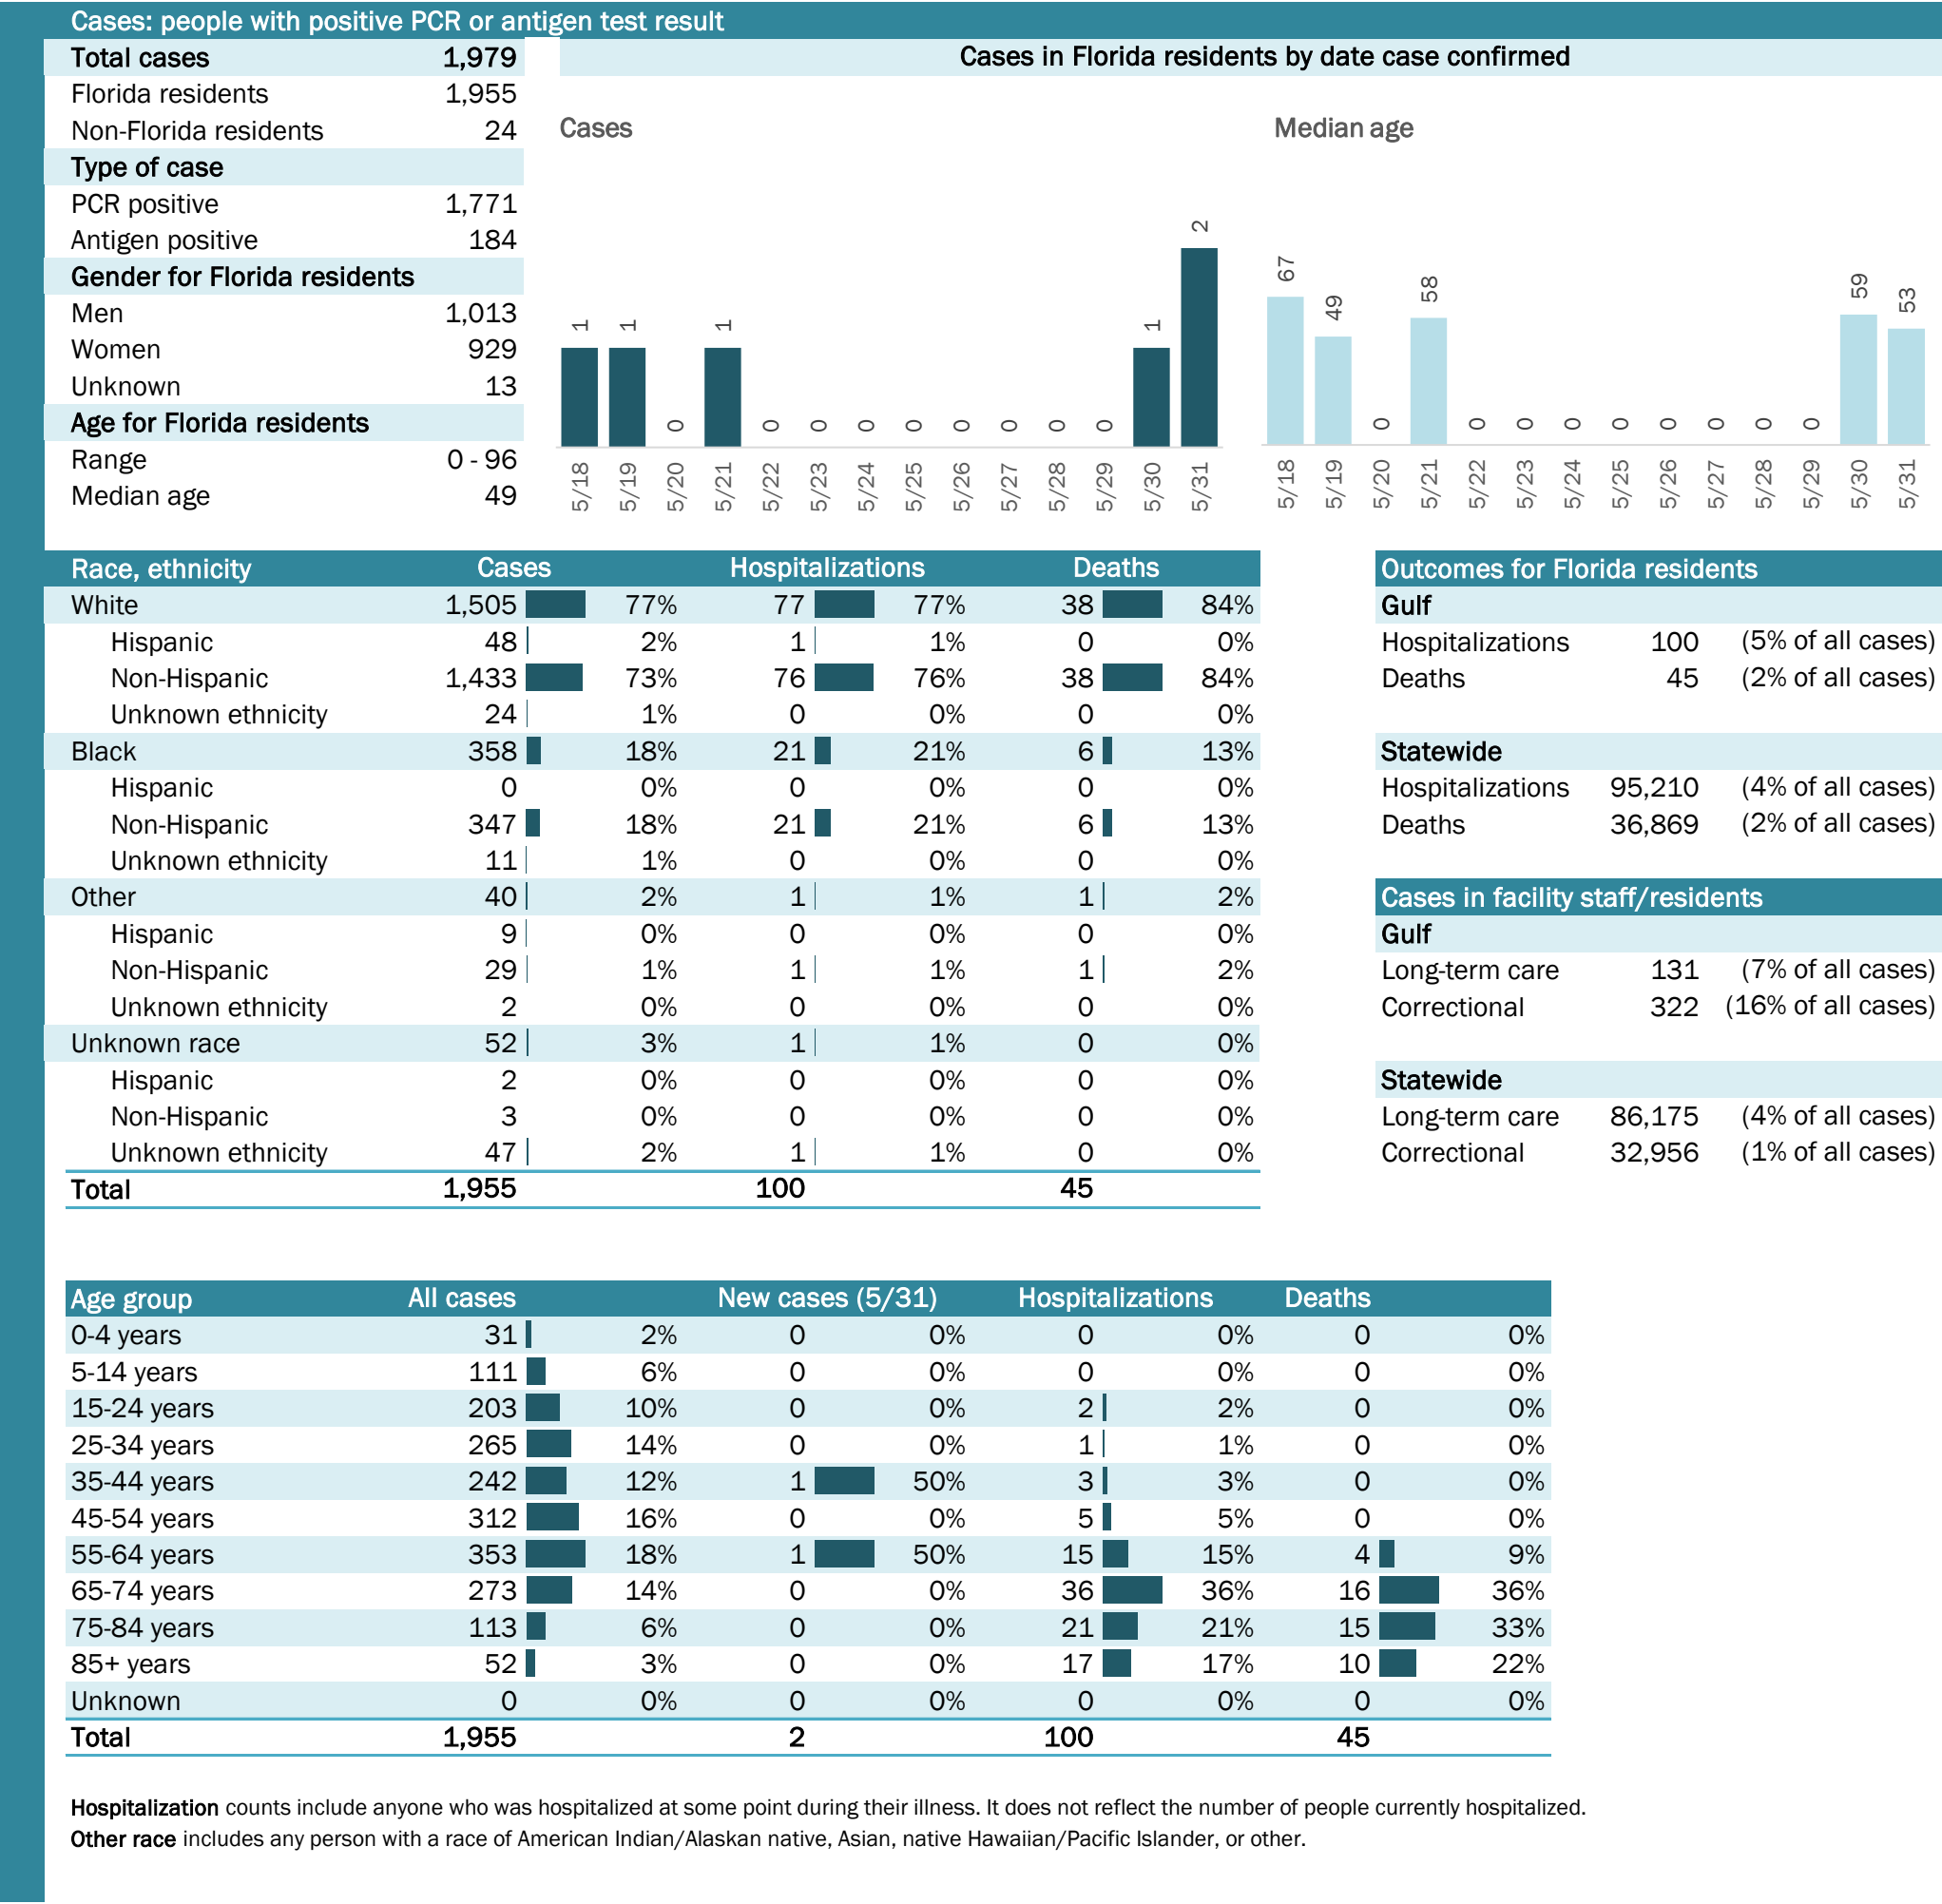 Cases: people with positive PCR or antigen test result
Total cases 1,979
Florida residents 1,955
Non-Florida residents 24
Type of case
PCR positive 1,771
Antigen positive 184
Gender for Florida residents
Men 1,013
Women 929
Unknown 13
Age for Florida residents
Range 0 - 96
Median age 49
Cases in Florida residents by date case confirmed
Cases
1 1 0 1 0 0 0 0 0 0 0 0 1 2
5/18 5/19 5/20 5/21 5/22 5/23 5/24 5/25 5/26 5/27 5/28 5/29 5/30 5/31
Median age
67 49 0 58 0 0 0 0 0 0 0 0 59 53
5/18 5/19 5/20 5/21 5/22 5/23 5/24 5/25 5/26 5/27 5/28 5/29 5/30 5/31
Race, ethnicity Cases Hospitalizations Deaths
White 1,505 77% 77 77% 38 84%
Hispanic 48 2% 1 1% 0 0%
Non-Hispanic 1,433 73% 76 76% 38 84%
Unknown ethnicity 24 1% 0 0% 0 0%
Black 358 18% 21 21% 6 13%
Hispanic 0 0% 0 0% 0 0%
Non-Hispanic 347 18% 21 21% 6 13%
Unknown ethnicity 11 1% 0 0% 0 0%
Other 40 2% 1 1% 1 2%
Hispanic 9 0% 0 0% 0 0%
Non-Hispanic 29 1% 1 1% 1 2%
Unknown ethnicity 2 0% 0 0% 0 0%
Unknown race 52 3% 1 1% 0 0%
Hispanic 2 0% 0 0% 0 0%
Non-Hispanic 3 0% 0 0% 0 0%
Unknown ethnicity 47 2% 1 1% 0 0%
Total 1,955 100 45
Outcomes for Florida residents
Gulf
Hospitalizations 100 (5% of all cases)
Deaths 45 (2% of all cases)
Statewide
Hospitalizations 95,210 (4% of all cases)
Deaths 36,869 (2% of all cases)
Cases in facility staff/residents
Gulf
Long-term care 131 (7% of all cases)
Correctional 322 (16% of all cases)
Statewide
Long-term care 86,175 (4% of all cases)
Correctional 32,956 (1% of all cases)
Age group All cases New cases (5/31) Hospitalizations Deaths
0-4 years 31 2% 0 0% 0 0% 0 0%
5-14 years 111 6% 0 0% 0 0% 0 0%
15-24 years 203 10% 0 0% 2 2% 0 0%
25-34 years 265 14% 0 0% 1 1% 0 0%
35-44 years 242 12% 1 50% 3 3% 0 0%
45-54 years 312 16% 0 0% 5 5% 0 0%
55-64 years 353 18% 1 50% 15 15% 4 9%
65-74 years 273 14% 0 0% 36 36% 16 36%
75-84 years 113 6% 0 0% 21 21% 15 33%
85+ years 52 3% 0 0% 17 17% 10 22%
Unknown 0 0% 0 0% 0 0% 0 0%
Total 1,955 2 100 45
Hospitalization counts include anyone who was hospitalized at some point during their illness. It does not reflect the number of people currently hospitalized.
Other race includes any person with a race of American Indian/Alaskan native, Asian, native Hawaiian/Pacific Islander, or other.